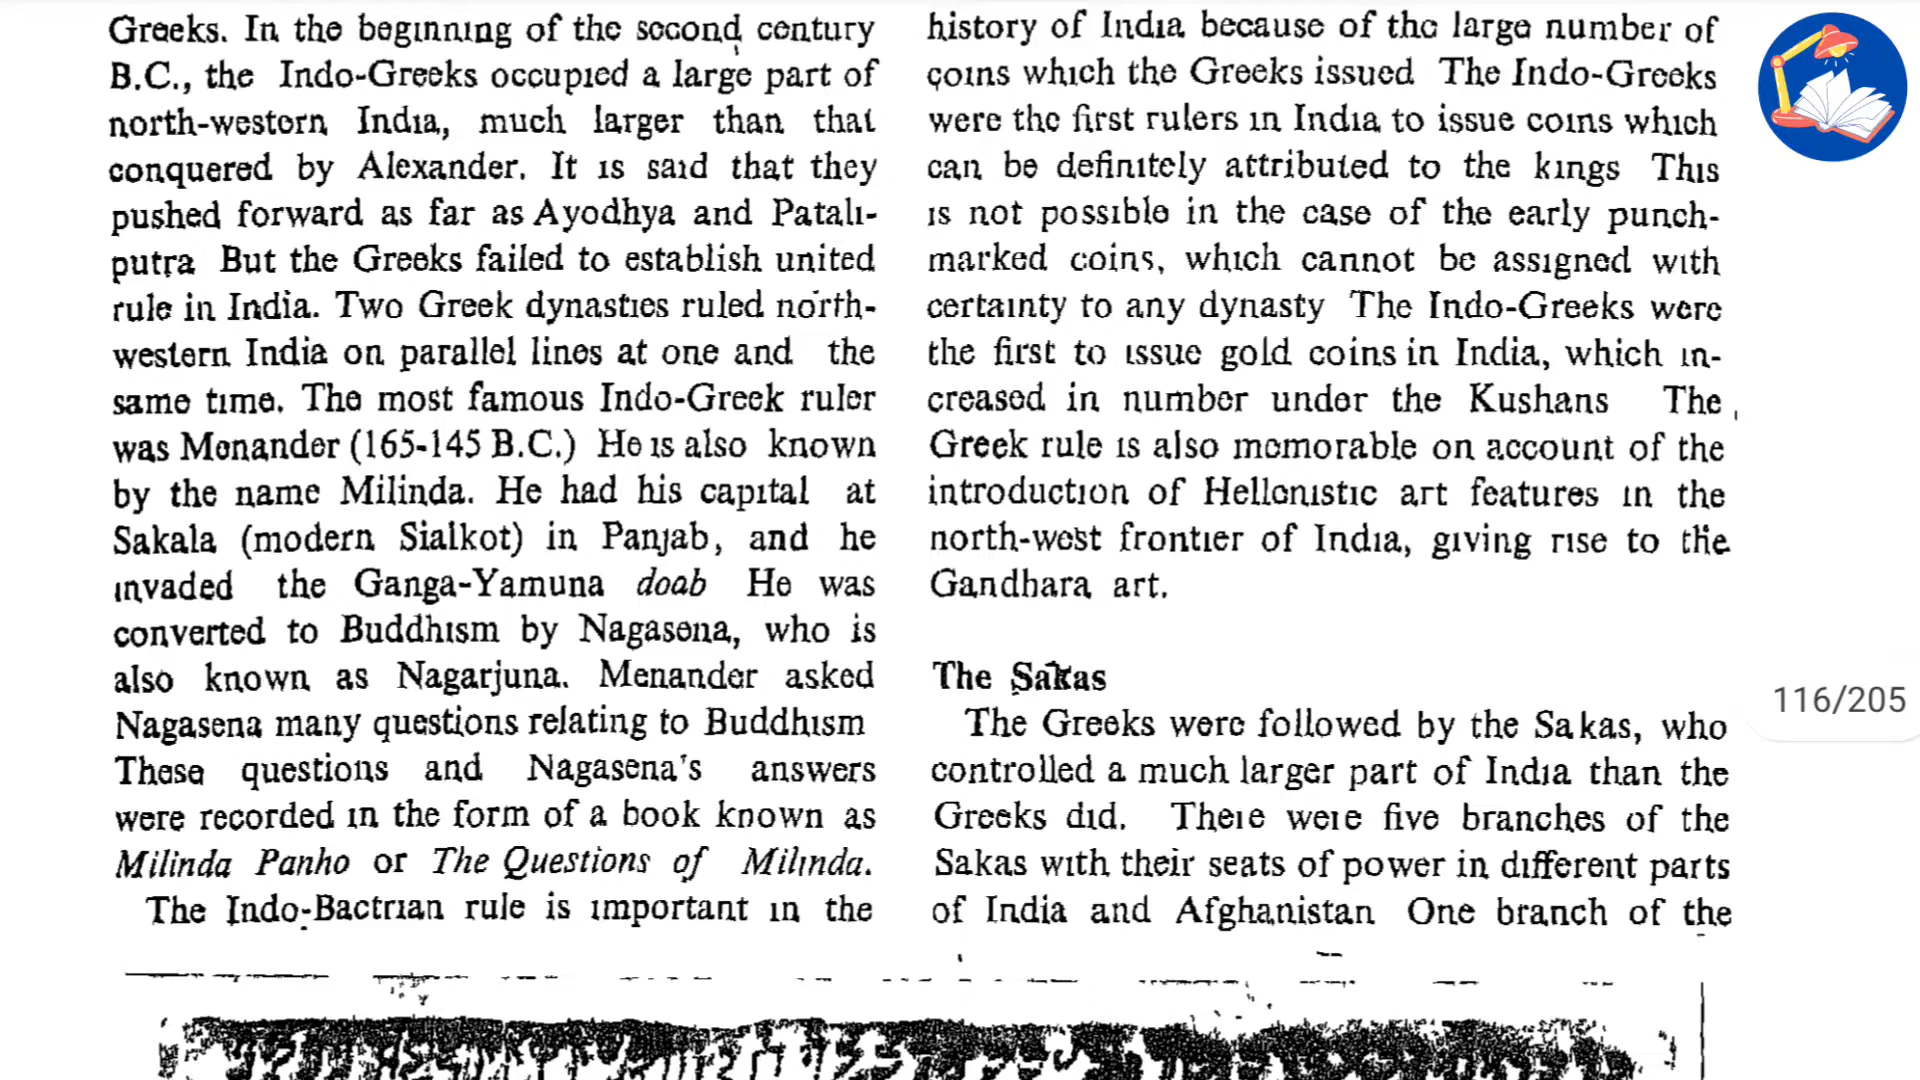 Greeks. In the beginning of the second century
B.C., the Indo-Greeks occupied a large part of
north-western India, much larger than that
conquered by Alexander. It is said that they
pushed forward as far as Ayodhya and Patali-
putra But the Greeks failed to establish united
rule in India. Two Greek dynasties ruled north-
western India on parallel lines at one and the
same time. The most famous Indo-Greek ruler
was Menander (165-145 B.C.) He is also known
by the name Milinda. He had his capital at
Sakala (modern Sialkot) in Panjab, and he
invaded the Ganga-Yamuna doab He was
converted to Buddhism by Nagasena, who is
also known as Nagarjuna. Menander asked
Nagasena many questions relating to Buddhism
These questions and Nagasena's answers
were recorded in the form of a book known as
Milinda Panho or The Questions of Milinda.
The Indo-Bactrian rule is important in the
history of India because of the large number of
coins which the Greeks issued The Indo-Greeks
were the first rulers in India to issue coins which
can be definitely attributed to the kings This
is not possible in the case of the early punch-
marked coins, which cannot be assigned with
certainty to any dynasty The Indo-Greeks were
the first to issue gold coins in India, which in-
creased in number under the Kushans The
Greek rule is also memorable on account of the
introduction of Hellenistic art features in the
north-west frontier of India, giving rise to the
Gandhara art.
The Sakas
The Greeks were followed by the Sakas, who
controlled a much larger part of India than the
Greeks did. There were five branches of the
Sakas with their seats of power in different parts
of India and Afghanistan One branch of the
116/205